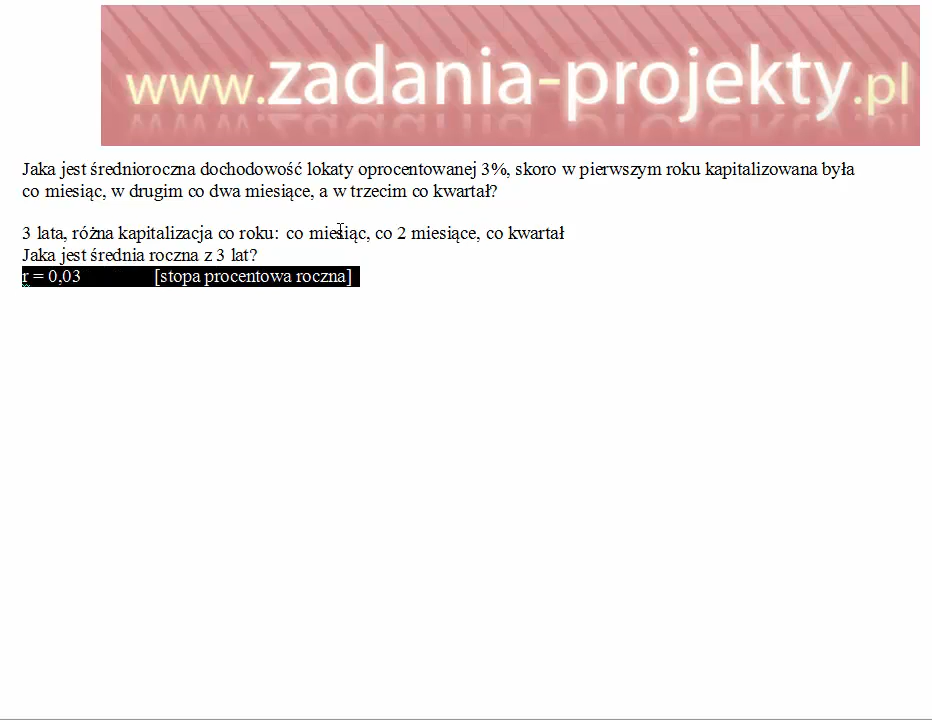 www.zadania-projekty.pl
Jaka jest średnioroczna dochodowość lokaty oprocentowanej 3%, skoro w pierwszym roku kapitalizowana była
co miesiąc, w drugim co dwa miesiące, a w trzecim co kwartał?
3 lata, różna kapitalizacja co roku: co miesiąc, co 2 miesiące, co kwartał
Jaka jest średnia roczna z 3 lat?
r = 0,03 [stopa procentowa roczna]